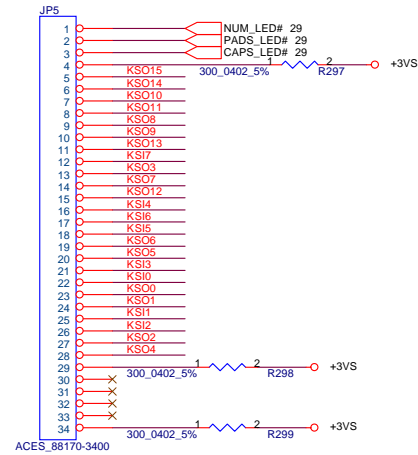 JP5
1 NUM_LED# 29
2 PADS_LED# 29
3 CAPS_LED# 29
4 1 2 +3VS
300_0402_5% R297
5 KSO15
6 KSO14
7 KSO10
8 KSO11
9 KSO8
10 KSO9
11 KSO13
12 KSI7
13 KSO3
14 KSO7
15 KSO12
16 KSI4
17 KSI6
18 KSI5
19 KSO6
20 KSO5
21 KSI3
22 KSI0
23 KSO0
24 KSO1
25 KSI1
26 KSI2
27 KSO2
28 KSO4
29 1 2 +3VS
300_0402_5% R298
30
31
32
33
34 1 2 +3VS
300_0402_5% R299
ACES_88170-3400